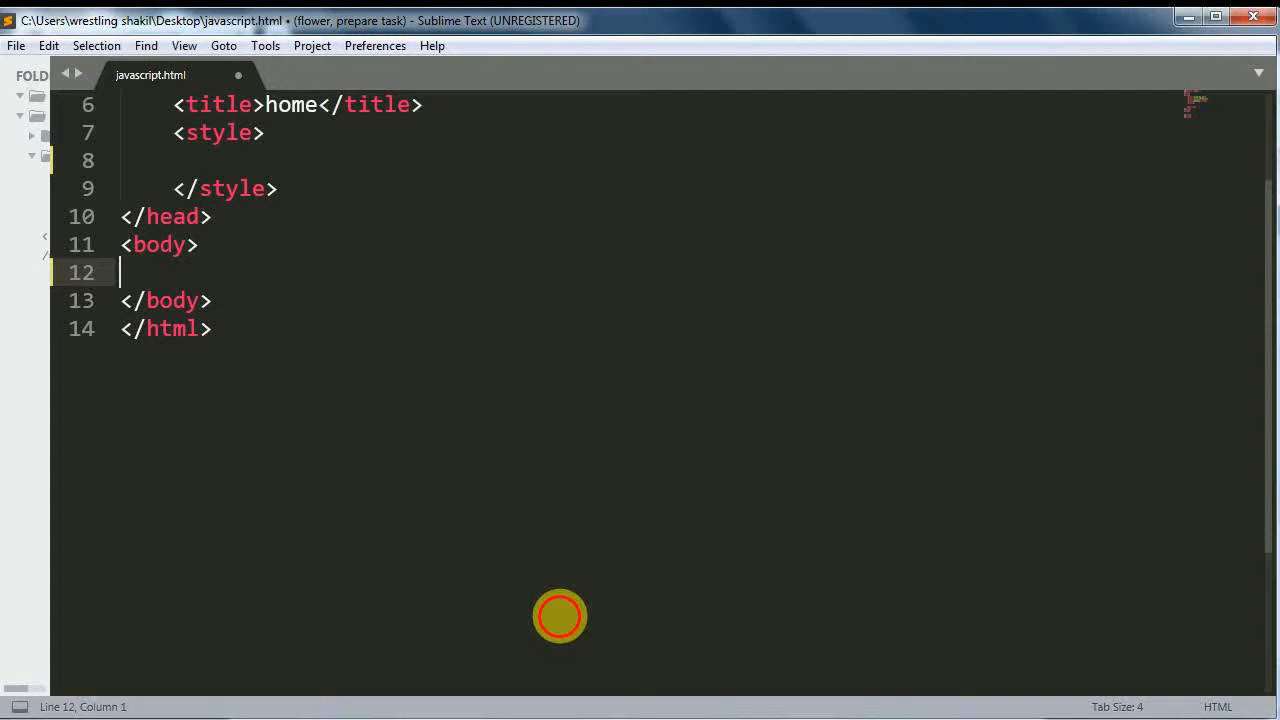 C:\Users\wrestling shakil\Desktop\javascript.html • (flower, prepare task) - Sublime Text (UNREGISTERED)
File Edit Selection Find View Goto Tools Project Preferences Help
FOLD
javascript.html
6 <title>home</title>
7 <style>
8
9 </style>
10 </head>
11 <body>
12
13 </body>
14 </html>
Line 12, Column 1 Tab Size: 4 HTML